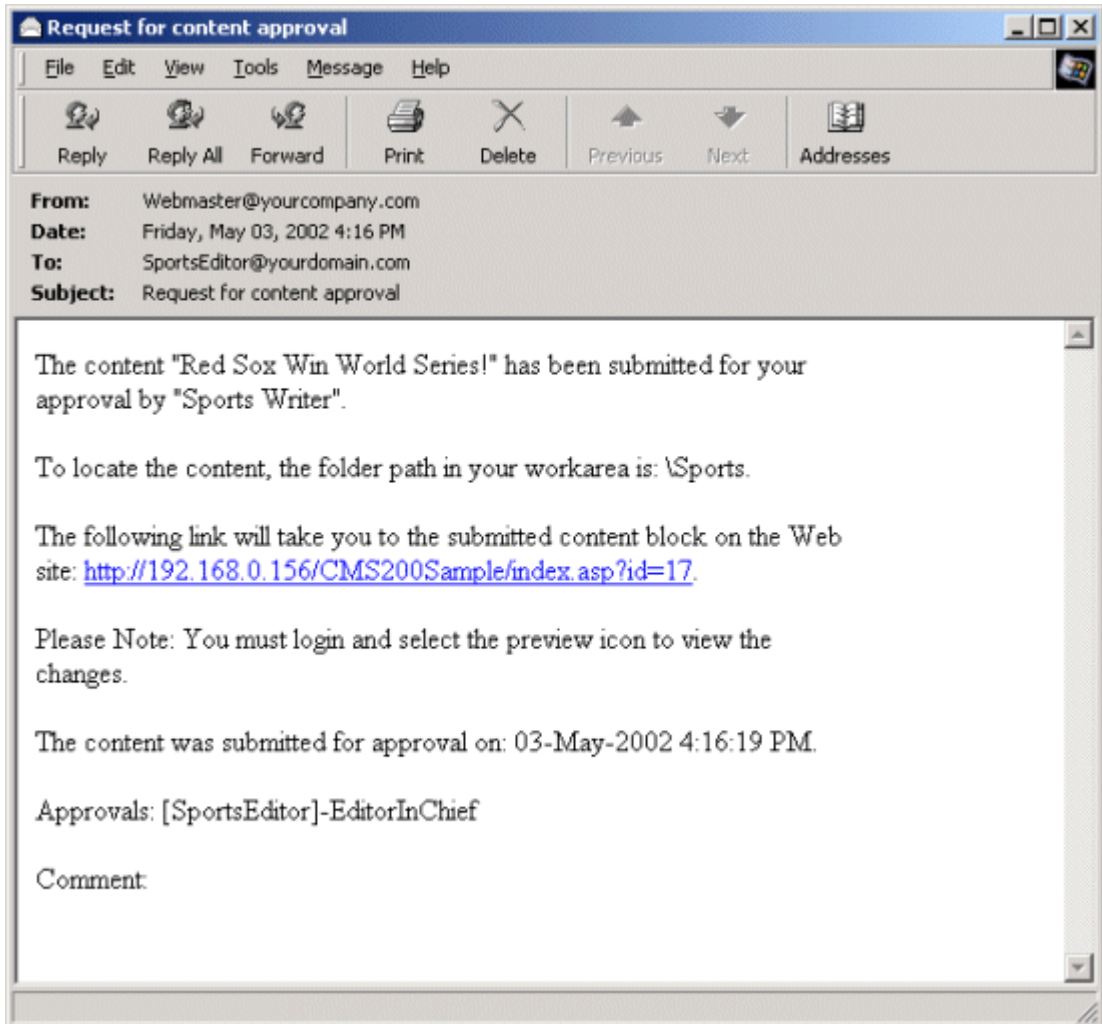 Request for content approval
File Edit View Tools Message Help
Reply Reply All Forward Print Delete Previous Next Addresses
From: Webmaster@yourcompany.com
Date: Friday, May 03, 2002 4:16 PM
To: SportsEditor@yourdomain.com
Subject: Request for content approval
The content "Red Sox Win World Series!" has been submitted for your
approval by "Sports Writer".
To locate the content, the folder path in your workarea is: \Sports.
The following link will take you to the submitted content block on the Web
site: http://192.168.0.156/CMS200Sample/index.asp?id=17.
Please Note: You must login and select the preview icon to view the
changes.
The content was submitted for approval on: 03-May-2002 4:16:19 PM.
Approvals: [SportsEditor]-EditorInChief
Comment: